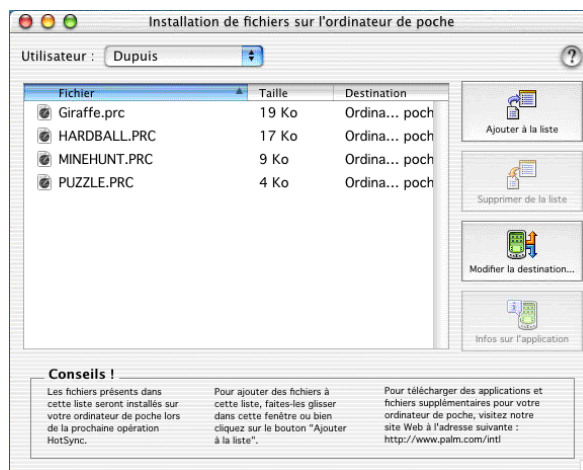 Installation de fichiers sur l'ordinateur de poche
Utilisateur : Dupuis
?
Fichier Taille Destination
Giraffe.prc 19 Ko Ordina... poch
HARDBALL.PRC 17 Ko Ordina... poch
MINEHUNT.PRC 9 Ko Ordina... poch
PUZZLE.PRC 4 Ko Ordina... poch
Ajouter à la liste
Supprimer de la liste
Modifier la destination...
Infos sur l'application
Conseils !
Les fichiers présents dans
cette liste seront installés sur
votre ordinateur de poche lors
de la prochaine opération
HotSync.
Pour ajouter des fichiers à
cette liste, faites-les glisser
dans cette fenêtre ou bien
cliquez sur le bouton "Ajouter
à la liste".
Pour télécharger des applications et
fichiers supplémentaires pour votre
ordinateur de poche, visitez notre
site Web à l'adresse suivante :
http://www.palm.com/intl